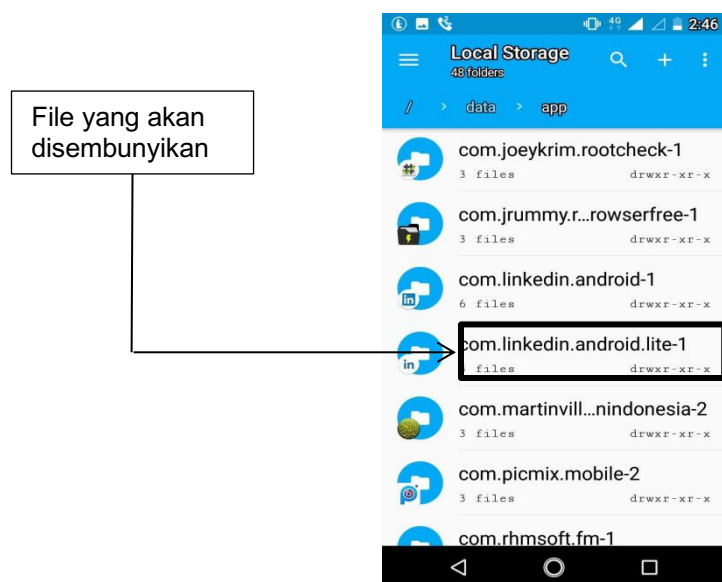 File yang akan
disembunyikan
4G
2:46
Local Storage
48 folders
/ > data > app
com.joeykrim.rootcheck-1
3 files drwxr-xr-x
com.jrummy.r...rowserfree-1
3 files drwxr-xr-x
com.linkedin.android-1
6 files drwxr-xr-x
com.linkedin.android.lite-1
files drwxr-xr-x
com.martinvill...nindonesia-2
3 files drwxr-xr-x
com.picmix.mobile-2
3 files drwxr-xr-x
com.rhmsoft.fm-1